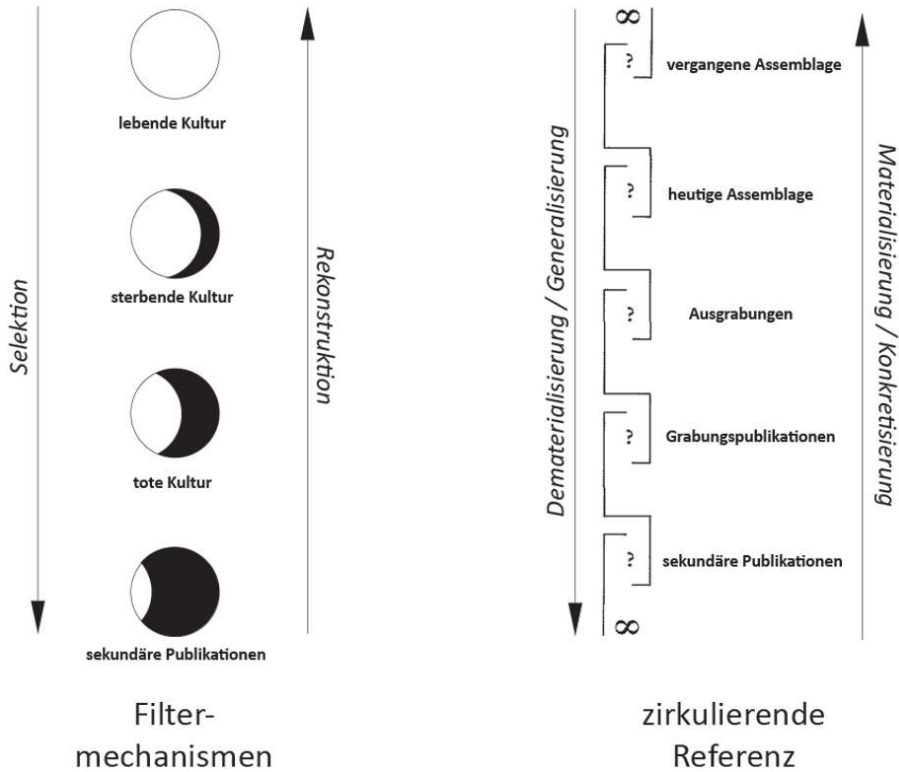 Selektion
lebende Kultur
sterbende Kultur
tote Kultur
sekundäre Publikationen
Rekonstruktion
Filter-
mechanismen
Dematerialisierung / Generalisierung
∞
?
vergangene Assemblage
?
heutige Assemblage
?
Ausgrabungen
?
Grabungspublikationen
?
sekundäre Publikationen
∞
Materialisierung / Konkretisierung
zirkulierende
Referenz